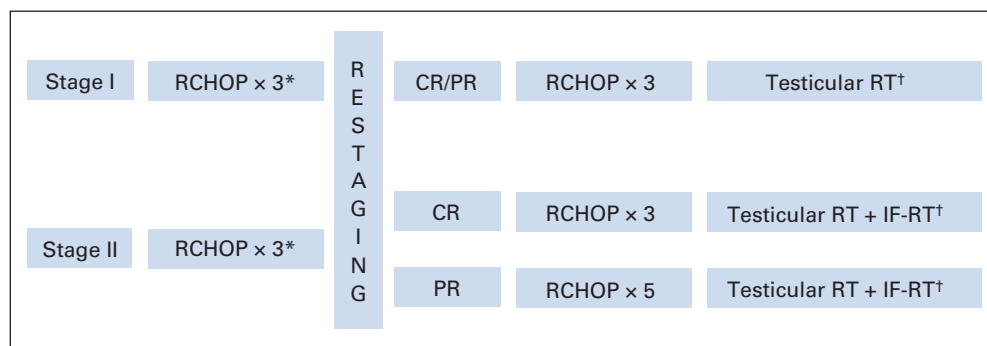 Stage I RCHOP × 3* RESTAGING CR/PR RCHOP × 3 Testicular RT†
CR RCHOP × 3 Testicular RT + IF-RT†
Stage II RCHOP × 3*
PR RCHOP × 5 Testicular RT + IF-RT†